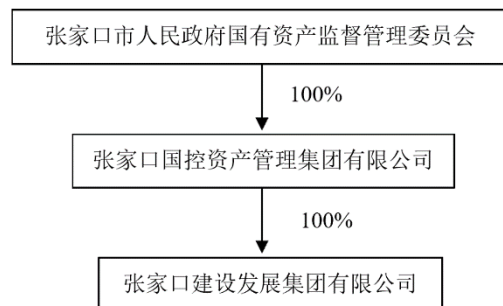 张家口市人民政府国有资产监督管理委员会
100%
张家口国控资产管理集团有限公司
100%
张家口建设发展集团有限公司